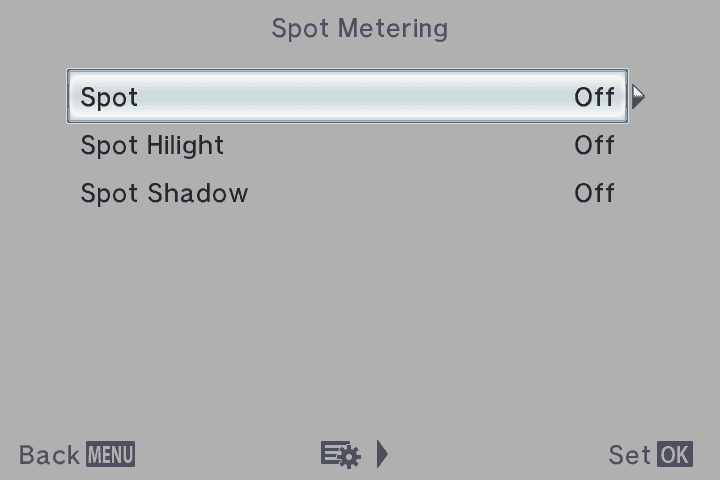 Spot Metering
Spot Off
Spot Hilight Off
Spot Shadow Off
Back MENU Set OK